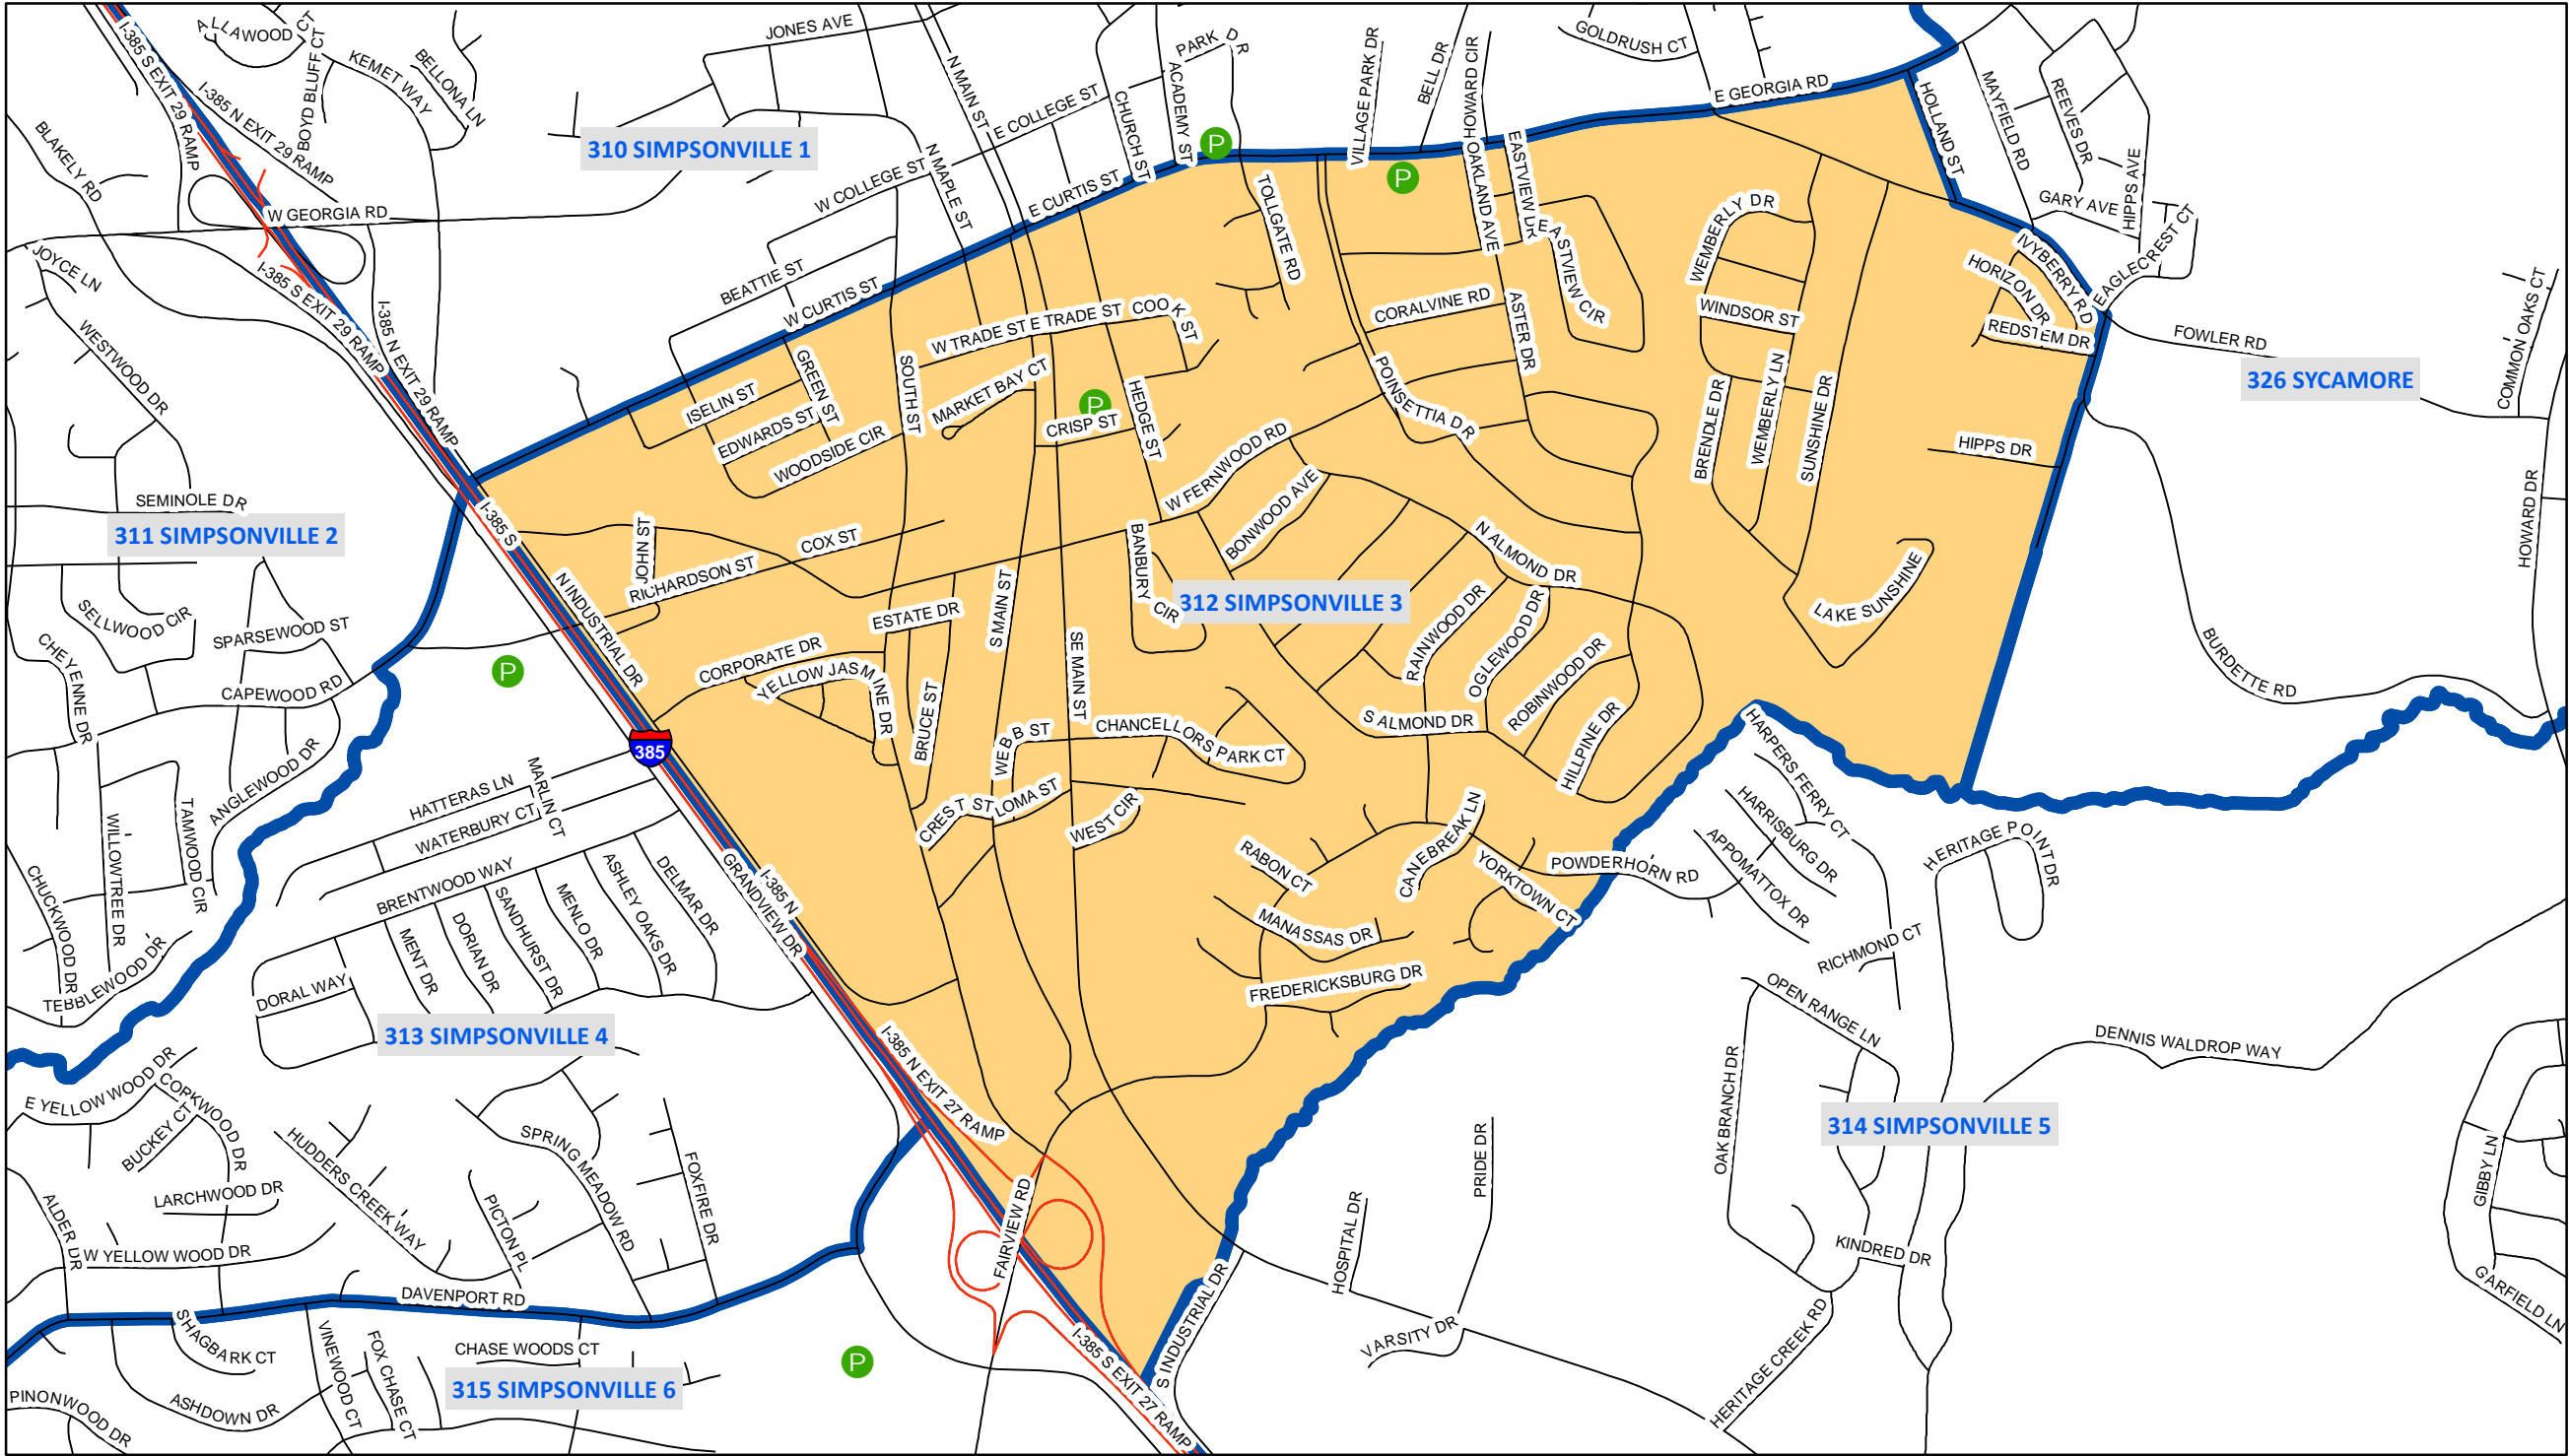 I-385 S EXIT 29 RAMP
ALLAWOOD CT
BOYD BLUFF CT
KEMET WAY
BELLONA LN
JONES AVE
N MAIN ST
E COLLEGE ST
CHURCH ST
ACADEMY ST
PARK DR
VILLAGE PARK DR
BELL DR
HOWARD CIR
GOLDRUSH CT
E GEORGIA RD
HOLLAND ST
MAYFIELD RD
REEVES DR
HIPPS AVE
GARY AVE
EAGLECREST CT
I-385 N EXIT 29 RAMP
BLAKELY RD
310 SIMPSONVILLE 1
P
P
W GEORGIA RD
W COLLEGE ST
N MAPLE ST
E CURTIS ST
BEATTIE ST
W CURTIS ST
TOLLGATE RD
OAKLAND AVE
EASTVIEW DR
EASTVIEW CIR
WEMBERLY DR
WINDSOR ST
IVYBERRY RD
HORIZON DR
REDSTEM DR
FOWLER RD
COMMON OAKS CT
326 SYCAMORE
JOYCE LN
WESTWOOD DR
I-385 S EXIT 29 RAMP
I-385 N EXIT 29 RAMP
W TRADE ST
E TRADE ST
COOK ST
CORALVINE RD
ASTER DR
POINSETTIA DR
GREEN ST
ISELIN ST
EDWARDS ST
WOODSIDE CIR
SOUTH ST
MARKET BAY CT
P
CRISP ST
HEDGE ST
W FERNWOOD RD
BONWOOD AVE
BRENDLE DR
WEMBERLY LN
SUNSHINE DR
HIPPS DR
HOWARD DR
SEMINOLE DR
311 SIMPSONVILLE 2
I-385 S
N INDUSTRIAL DR
JOHN ST
RICHARDSON ST
COX ST
BANBURY CIR
312 SIMPSONVILLE 3
N ALMOND DR
RAINWOOD DR
OGLEWOOD DR
ROBINWOOD DR
HILLPINE DR
S ALMOND DR
LAKE SUNSHINE
BURDETTE RD
SELLWOOD CIR
SPARSEWOOD ST
CHEYENNE DR
CAPEWOOD RD
P
ANGLEWOOD DR
WILLOWTREE DR
TAMWOOD CIR
CHUCKWOOD DR
TEBBLEWOOD DR
ESTATE DR
CORPORATE DR
YELLOW JASMINE DR
BRUCE ST
S MAIN ST
SE MAIN ST
WEBB ST
CHANCELLORS PARK CT
CREST ST
LOMA ST
WEST CIR
385
HATTERAS LN
MARLIN CT
WATERBURY CT
BRENTWOOD WAY
MENT DR
DORIAN DR
SANDHURST DR
MENLO DR
ASHLEY OAKS DR
DELMAR DR
GRANDVIEW DR
I-385 N
DORAL WAY
313 SIMPSONVILLE 4
RABON CT
CANEBREAK LN
YORKTOWN CT
POWDERHORN RD
MANASSAS DR
FREDERICKSBURG DR
HARPERS FERRY CT
HARRISBURG DR
APPOMATTOX DR
HERITAGE POINT DR
RICHMOND CT
OPEN RANGE LN
OAK BRANCH DR
DENNIS WALDROP WAY
314 SIMPSONVILLE 5
GIBBY LN
GARFIELD LN
KINDRED DR
HERITAGE CREEK RD
E YELLOW WOOD DR
CORKWOOD DR
BUCKEY CT
LARCHWOOD DR
ALDER DR
W YELLOW WOOD DR
HUDDERS CREEK WAY
PICTON PL
SPRING MEADOW RD
FOXFIRE DR
I-385 N EXIT 27 RAMP
FAIRVIEW RD
PRIDE DR
HOSPITAL DR
VARSITY DR
S INDUSTRIAL DR
I-385 S EXIT 27 RAMP
DAVENPORT RD
SHAGBARK CT
VINEWOOD CT
FOX CHASE CT
CHASE WOODS CT
315 SIMPSONVILLE 6
P
ASHDOWN DR
PINONWOOD DR